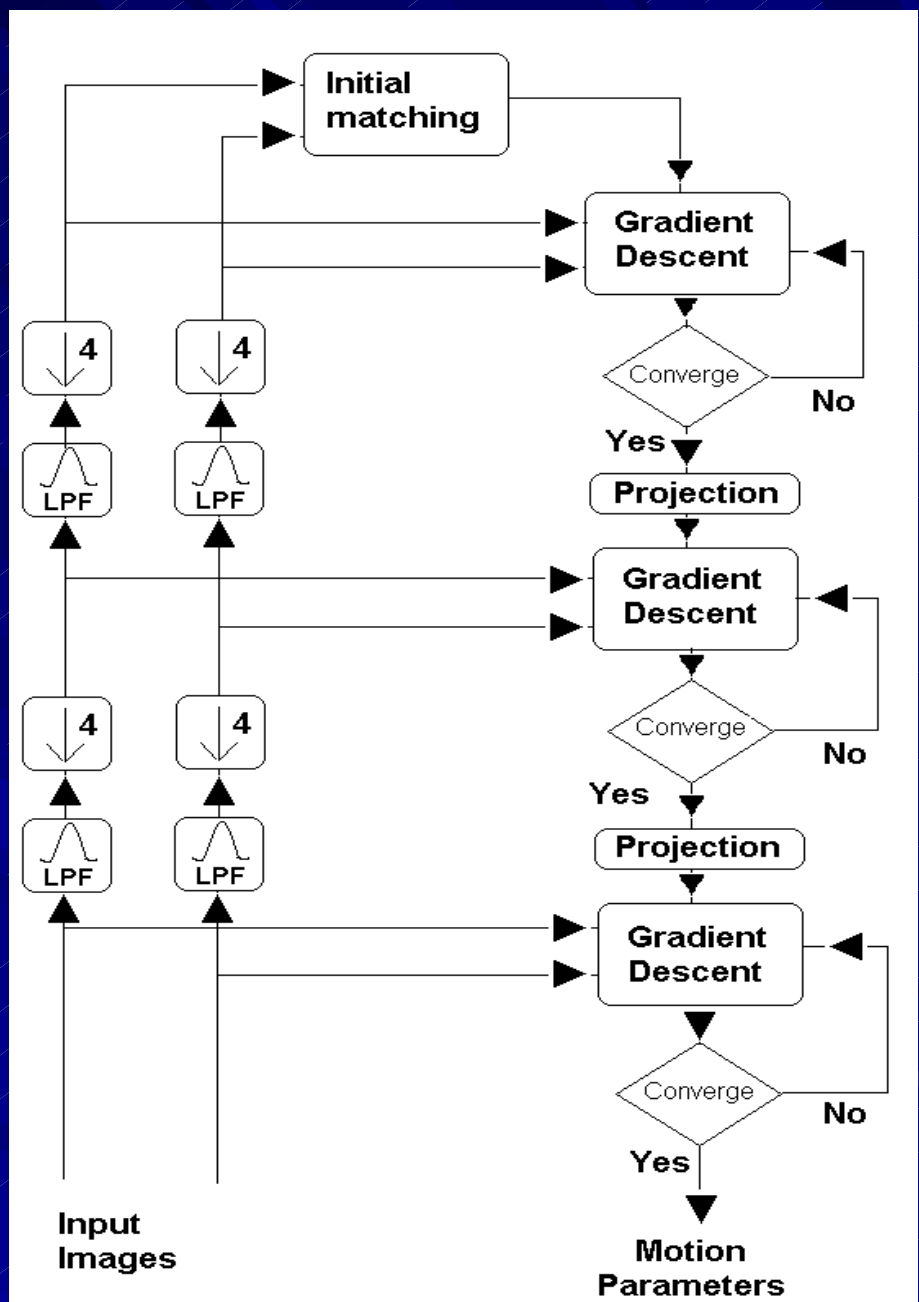 Initial
matching
Gradient
Descent
4
4
Converge
No
Yes
LPF
LPF
Projection
Gradient
Descent
4
4
Converge
No
Yes
LPF
LPF
Projection
Gradient
Descent
Converge
No
Yes
Input
Images
Motion
Parameters